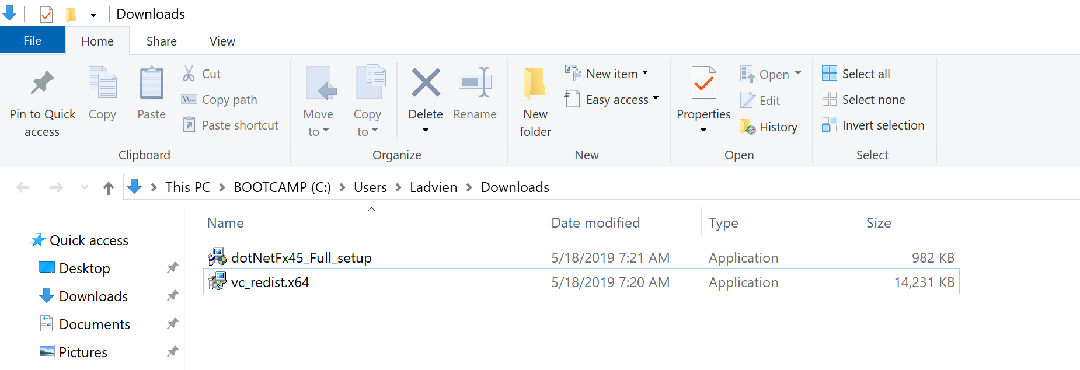 Downloads
File Home Share View
Pin to Quick access
Copy
Paste
Cut
Copy path
Paste shortcut
Clipboard
Move to
Copy to
Delete
Rename
Organize
New folder
New item
Easy access
New
Properties
Open
Edit
History
Open
Select all
Select none
Invert selection
Select
This PC > BOOTCAMP (C:) > Users > Ladvien > Downloads
Name Date modified Type Size
Quick access
Desktop
Downloads
Documents
Pictures
dotNetFx45_Full_setup 5/18/2019 7:21 AM Application 982 KB
vc_redist.x64 5/18/2019 7:20 AM Application 14,231 KB